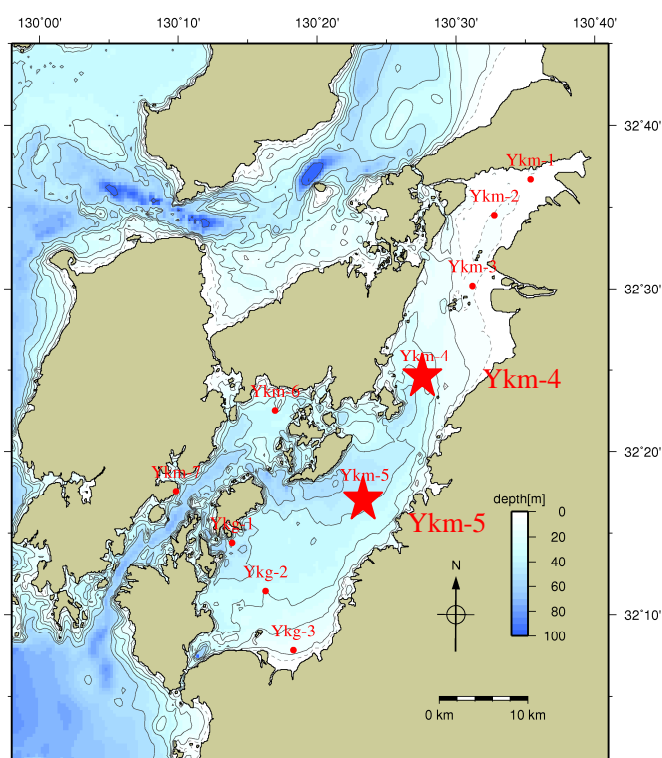 130°00' 130°10' 130°20' 130°30' 130°40'
32°40'
Ykm-1
Ykm-2
Ykm-3
32°30'
Ykm-4
Ykm-4
Ykm-6
32°20'
Ykm-7
Ykm-5
Ykm-5
depth[m]
0
20
40
60
80
100
Ykg-1
Ykg-2
N
32°10'
Ykg-3
0 km 10 km